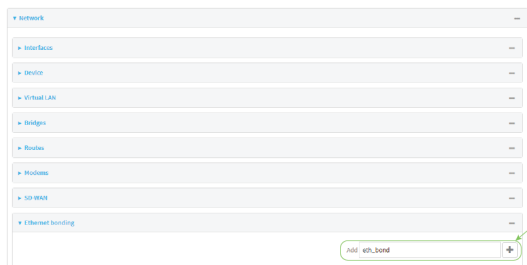 Network
Interfaces
Device
Virtual LAN
Bridges
Routes
Modems
SD-WAN
Ethernet bonding
Add eth_bond